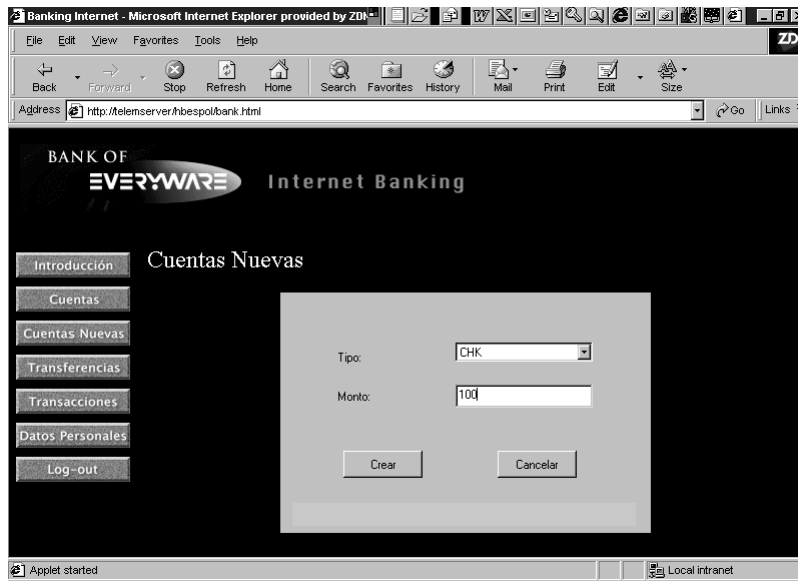 Banking Internet - Microsoft Internet Explorer provided by
File Edit View Favorites Tools Help
Back Forward Stop Refresh Home Search Favorites History Mail Print Edit Size
Address http://telemserver/hbespol/bank.html Go Links
BANK OF
EVERYWARE
Internet Banking
Cuentas Nuevas
Introducción
Cuentas
Cuentas Nuevas
Transferencias
Transacciones
Datos Personales
Log-out
Tipo: CHK
Monto: 100
Crear Cancelar
Applet started Local intranet